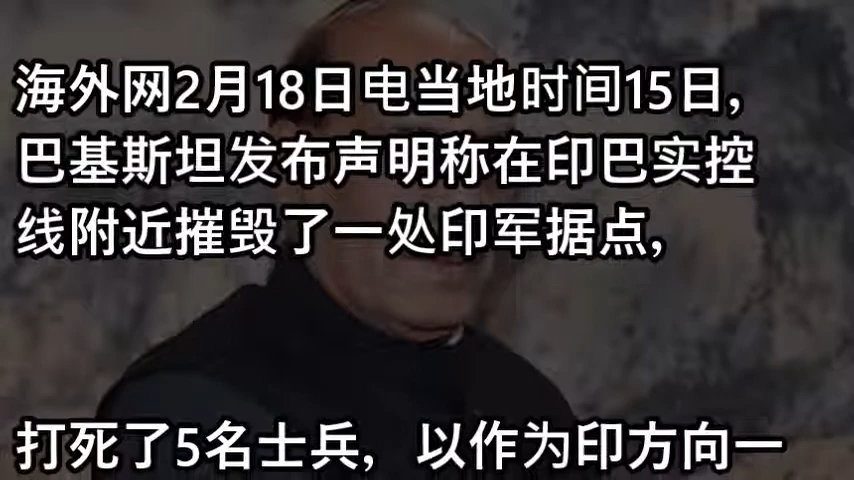 海外网2月18日电当地时间15日,
巴基斯坦发布声明称在印巴实控
线附近摧毁了一处印军据点,
打死了5名士兵，以作为印方向一